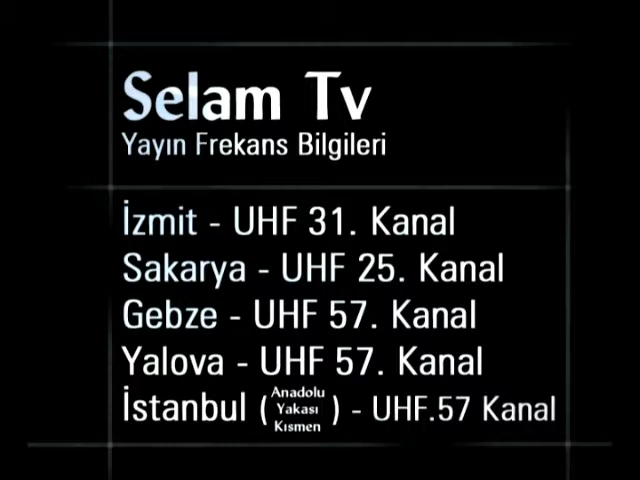 Selam Tv
Yayın Frekans Bilgileri
İzmit - UHF 31. Kanal
Sakarya - UHF 25. Kanal
Gebze - UHF 57. Kanal
Yalova - UHF 57. Kanal
İstanbul (Anadolu Yakası Kısmen) - UHF.57 Kanal